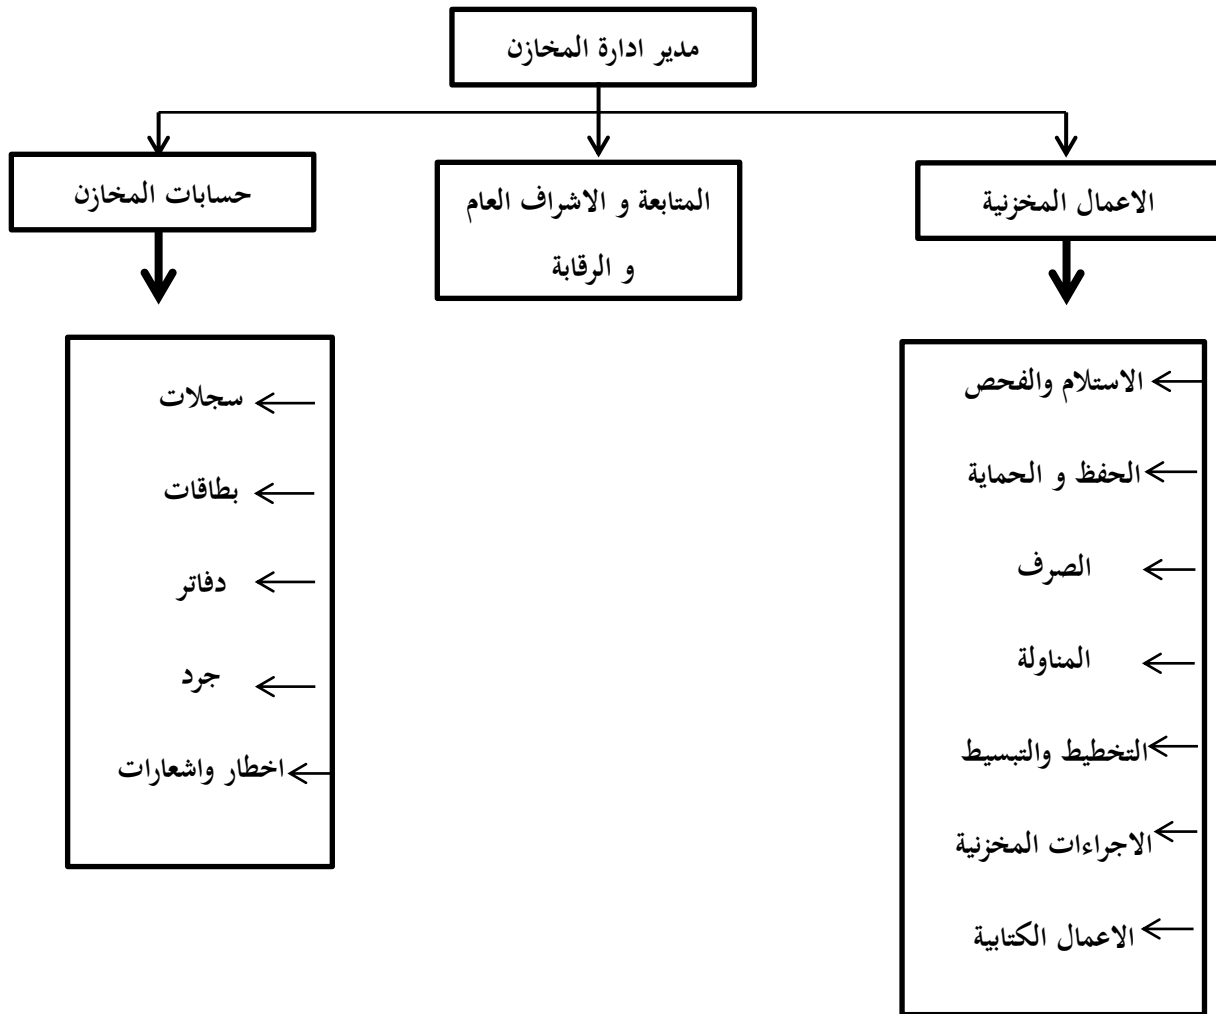 مدير ادارة المخازن
الاعمال المخزنية
المتابعة و الاشراف العام
و الرقابة
حسابات المخازن
الاستلام والفحص
الحفظ و الحماية
الصرف
المناولة
التخطيط والتبسيط
الاجراءات المخزنية
الاعمال الكتابية
سجلات
بطاقات
دفاتر
جرد
اخطار واشعارات